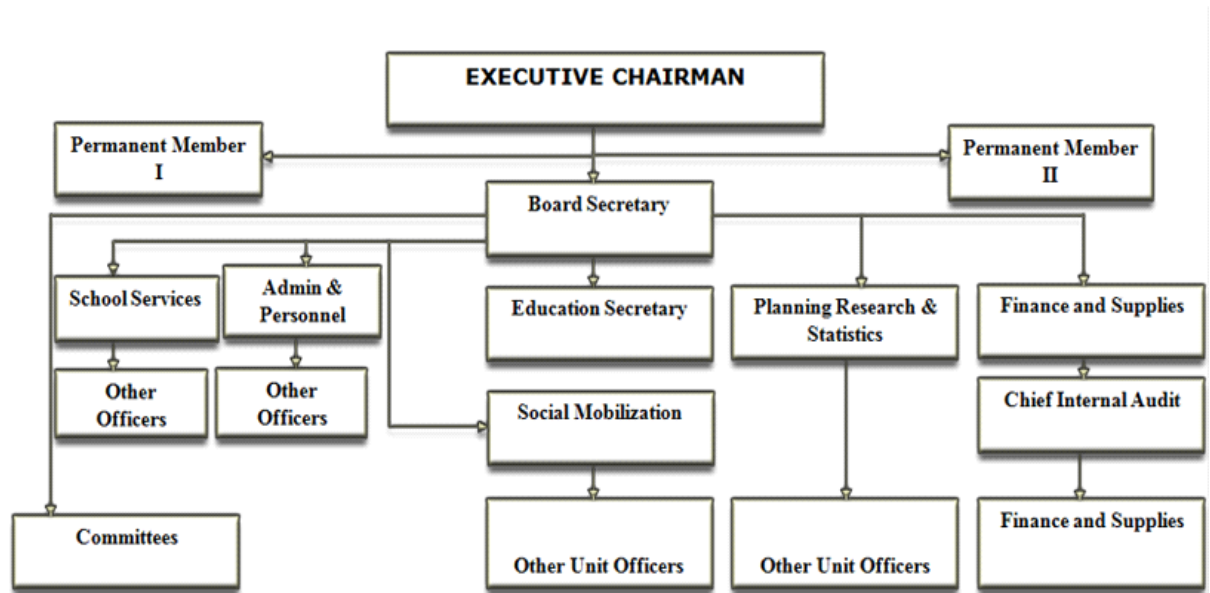 EXECUTIVE CHAIRMAN
Permanent Member
I
Permanent Member
II
Board Secretary
School Services
Admin &
Personnel
Education Secretary
Planning Research &
Statistics
Finance and Supplies
Other
Officers
Other
Officers
Social Mobilization
Chief Internal Audit
Committees
Other Unit Officers
Other Unit Officers
Finance and Supplies